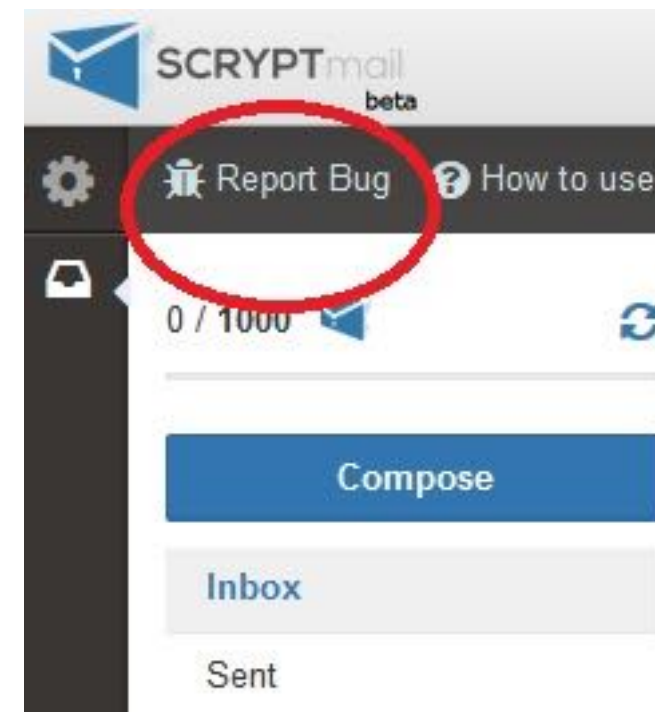 SCRYPTmail
beta
Report Bug How to use
0 / 1000
Compose
Inbox
Sent